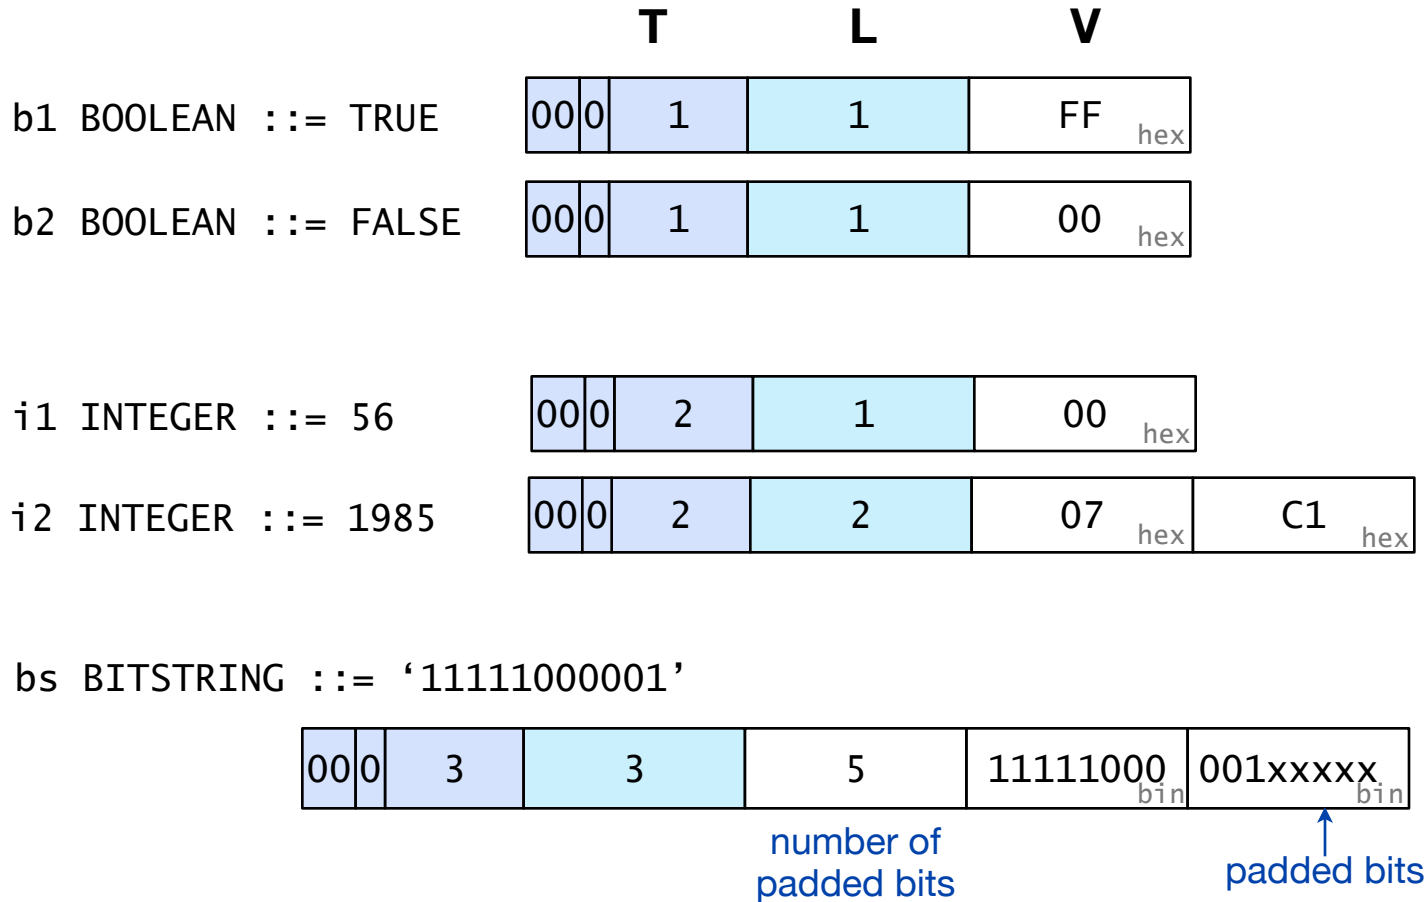 T L V
b1 BOOLEAN ::= TRUE 00 0 1 1 FF hex
b2 BOOLEAN ::= FALSE 00 0 1 1 00 hex
i1 INTEGER ::= 56 00 0 2 1 00 hex
i2 INTEGER ::= 1985 00 0 2 2 07 hex C1 hex
bs BITSTRING ::= ‘11111000001’
00 0 3 3 5 11111000 bin 001xxxxx bin
number of
padded bits
padded bits